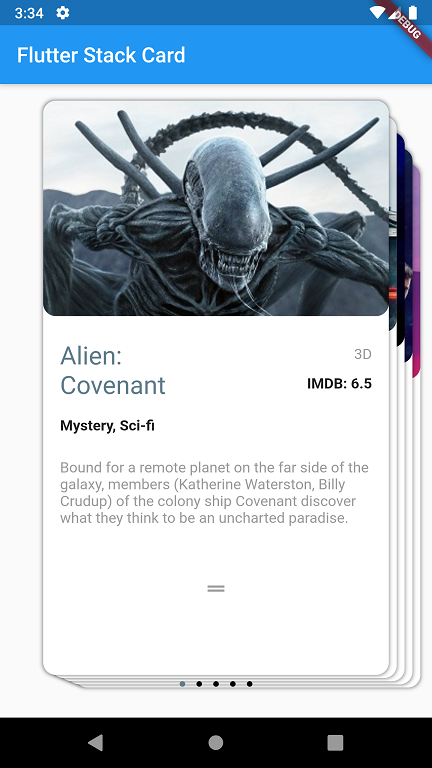 3:34
DEBUG
Flutter Stack Card
Alien:
Covenant
3D
IMDB: 6.5
Mystery, Sci-fi
Bound for a remote planet on the far side of the
galaxy, members (Katherine Waterston, Billy
Crudup) of the colony ship Covenant discover
what they think to be an uncharted paradise.